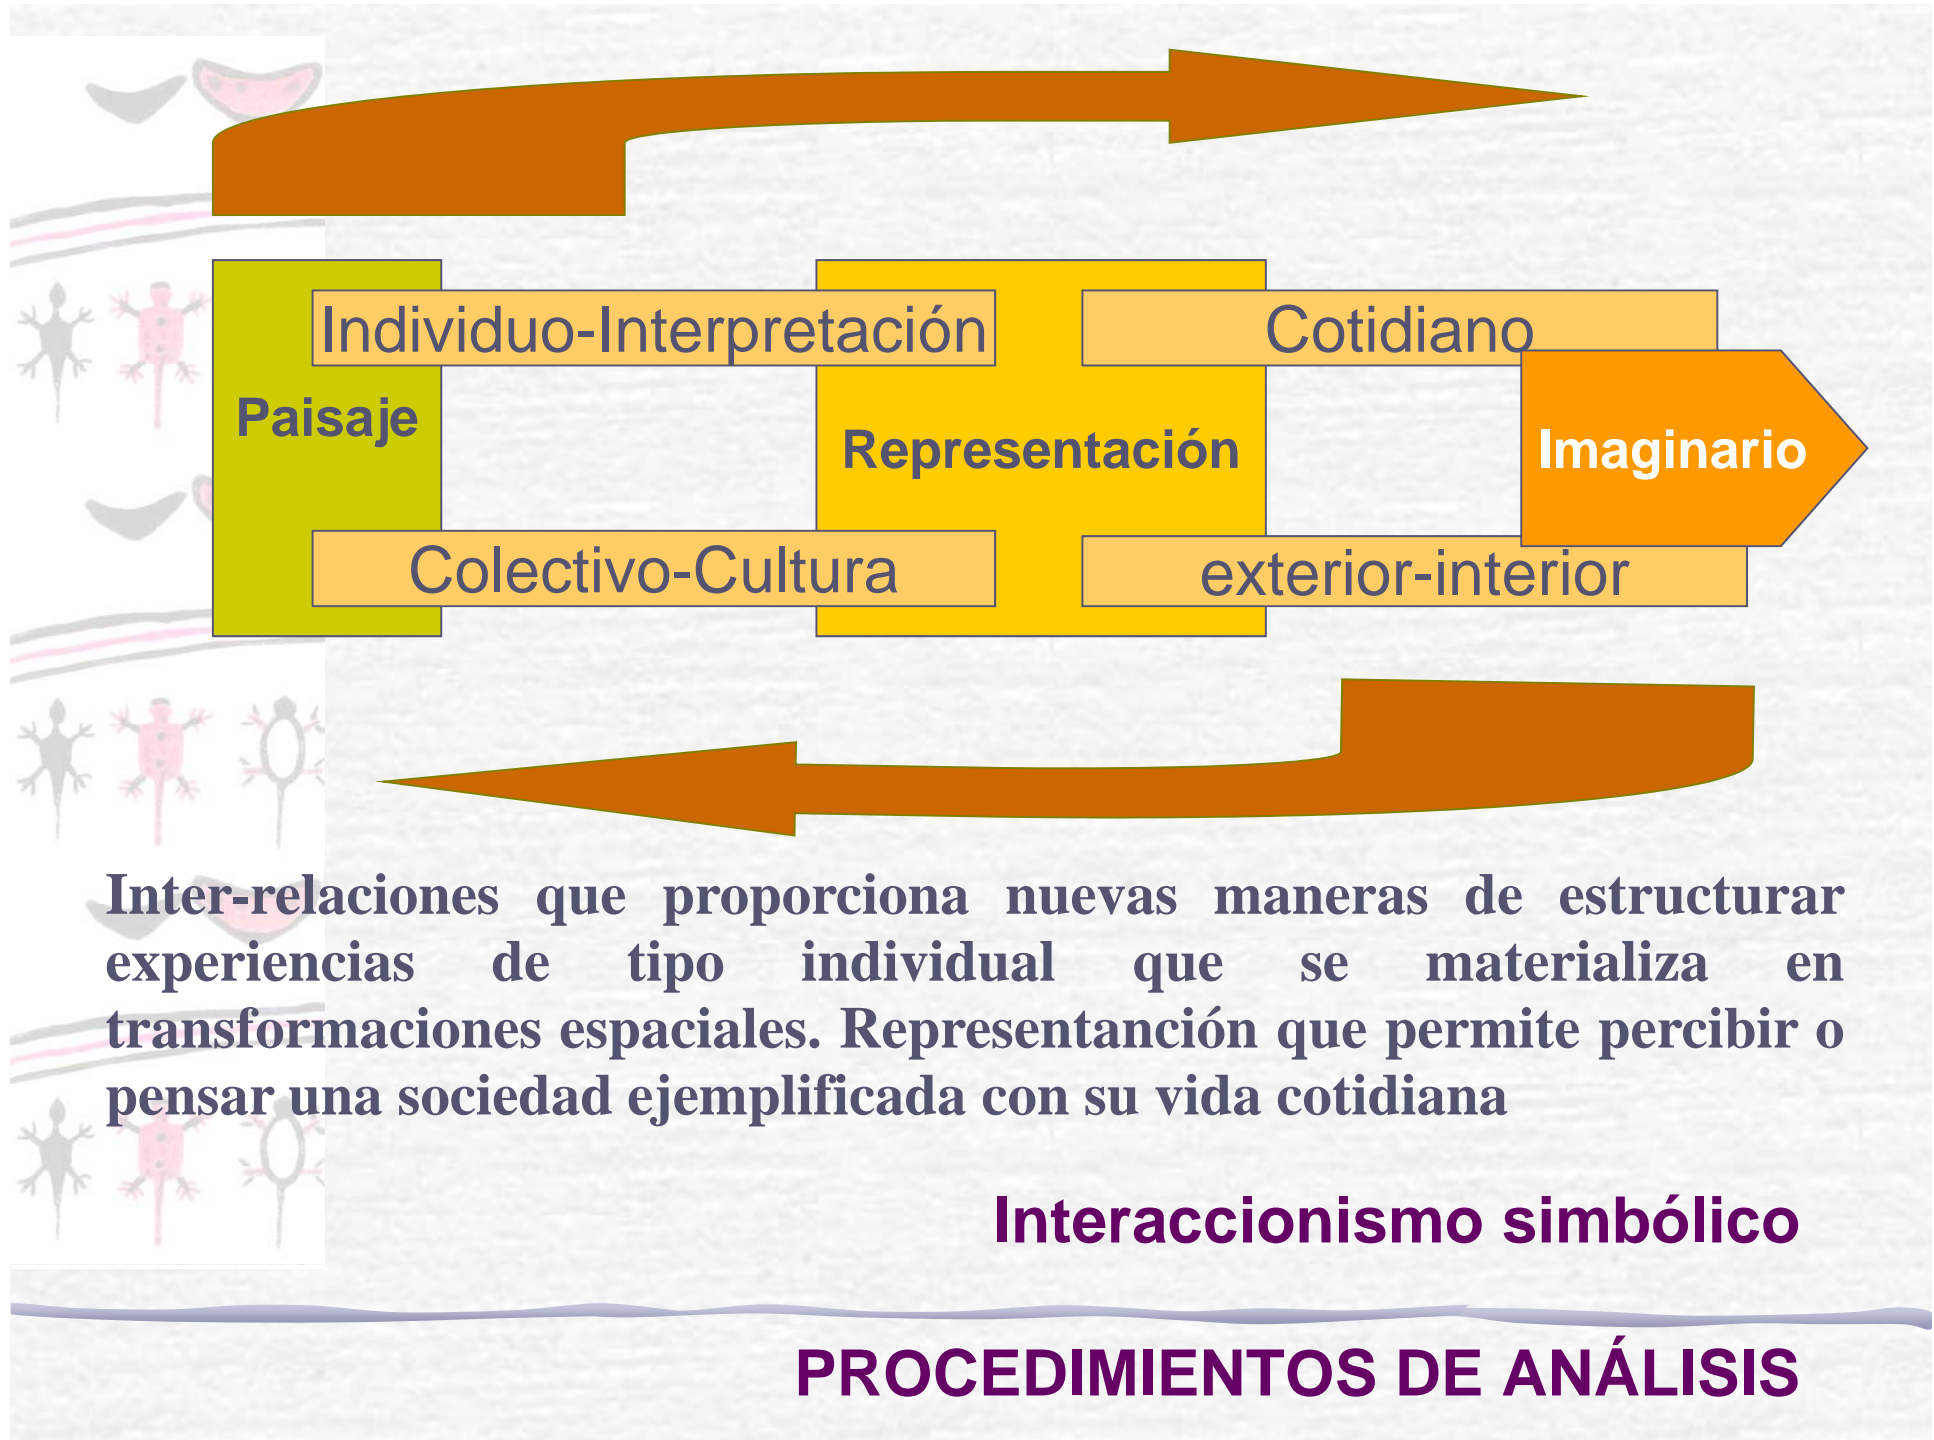 Individuo-Interpretación
Cotidiano
Paisaje
Representación
Imaginario
Colectivo-Cultura
exterior-interior
Inter-relaciones que proporciona nuevas maneras de estructurar
experiencias de tipo individual que se materializa en
transformaciones espaciales. Representanción que permite percibir o
pensar una sociedad ejemplificada con su vida cotidiana
Interaccionismo simbólico
PROCEDIMIENTOS DE ANÁLISIS